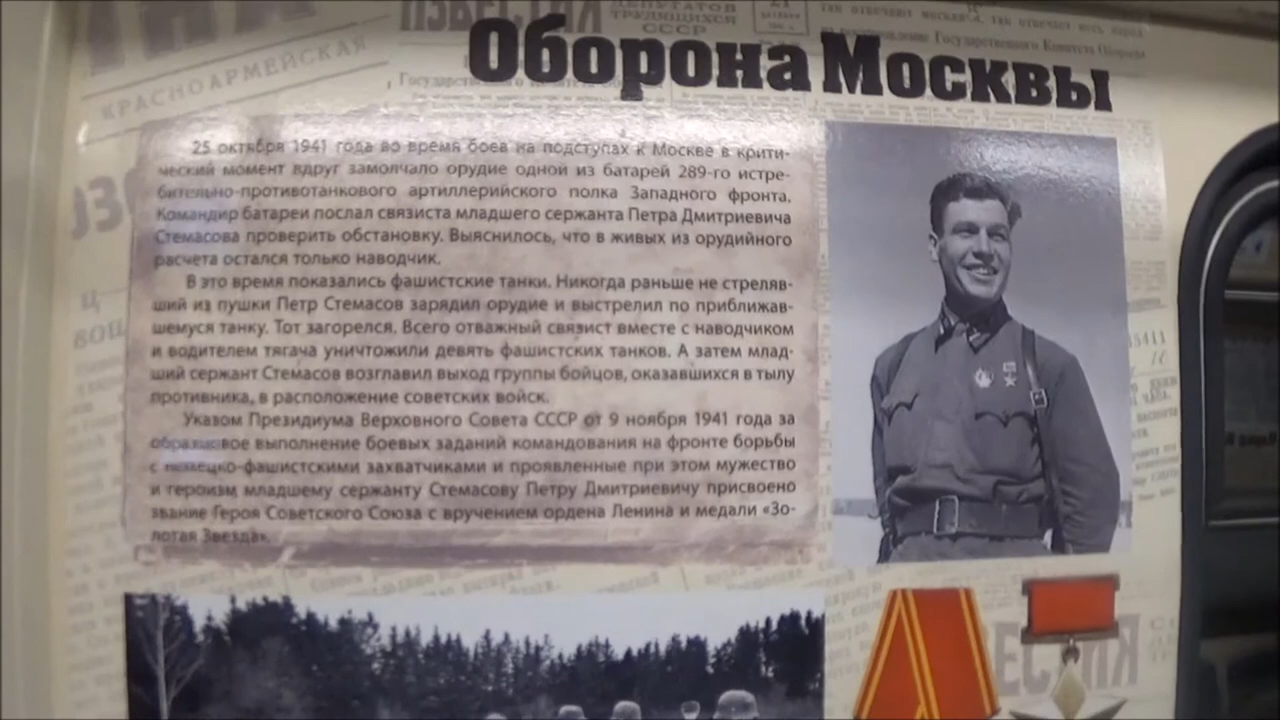 КРАСНОАРМЕЙСКАЯ
ДЕПУТАТОВ
ТРУДЯЩИХСЯ
СССР
Оборона Москвы
25 октября 1941 года во время боев на подступах к Москве в крити-
ческий момент вдруг замолчало орудие одной из батарей 289-го истре-
бительно-противотанкового артиллерийского полка Западного фронта.
Командир батареи послал связиста младшего сержанта Петра Дмитриевича
Стемасова проверить обстановку. Выяснилось, что в живых из орудийного
расчета остался только наводчик.
В это время показались фашистские танки. Никогда раньше не стреляв-
ший из пушки Петр Стемасов зарядил орудие и выстрелил по приближав-
шемуся танку. Тот загорелся. Всего отважный связист вместе с наводчиком
и водителем тягача уничтожили девять фашистских танков. А затем млад-
ший сержант Стемасов возглавил выход группы бойцов, оказавшихся в тылу
противника, в расположение советских войск.
Указом Президиума Верховного Совета СССР от 9 ноября 1941 года за
образцовое выполнение боевых заданий командования на фронте борьбы
с немецко-фашистскими захватчиками и проявленные при этом мужество
и героизм младшему сержанту Стемасову Петру Дмитриевичу присвоено
звание Героя Советского Союза с вручением ордена Ленина и медали «Зо-
лотая Звезда».